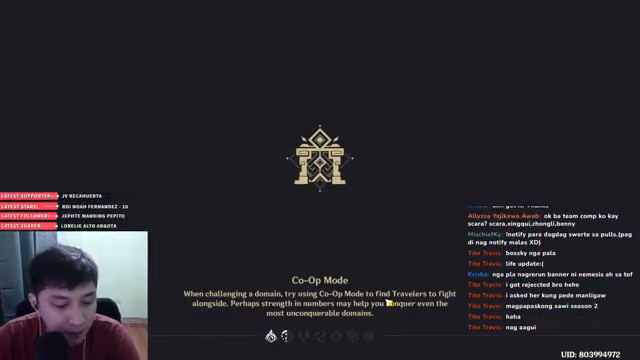 LATEST SUPPORTER: JV RECAHUERTA
LATEST STARS: ROI NOAH FERNANDEZ - 10
LATEST FOLLOWER: JEPHTE MANDING PEPITO
LATEST SHARER: LORELIE ALTO ARGOTA
Co-Op Mode
When challenging a domain, try using Co-Op Mode to find Travelers to fight
alongside. Perhaps strength in numbers may help you conquer even the
most unconquerable domains.
Allyzsa Yajikawa Awab: ok ba team comp ko kay
scara? scara,xingqui,zhongli,benny
MischiefKy: !notify para dagdag swerte sa pulls.(pag
di nag notify malas XD)
Tito Travis: bossky nga pala
Tito Travis: life update:(
Keisha: nga pla nagrerun banner ni nemesis ah sa tof
Tito Travis: i got rejeccted bro hehe
Tito Travis: i asked her kung pede manligaw
Tito Travis: magpapaskong sawi season 2
Tito Travis: haha
Tito Travis: nag aagui
UID: 803994972